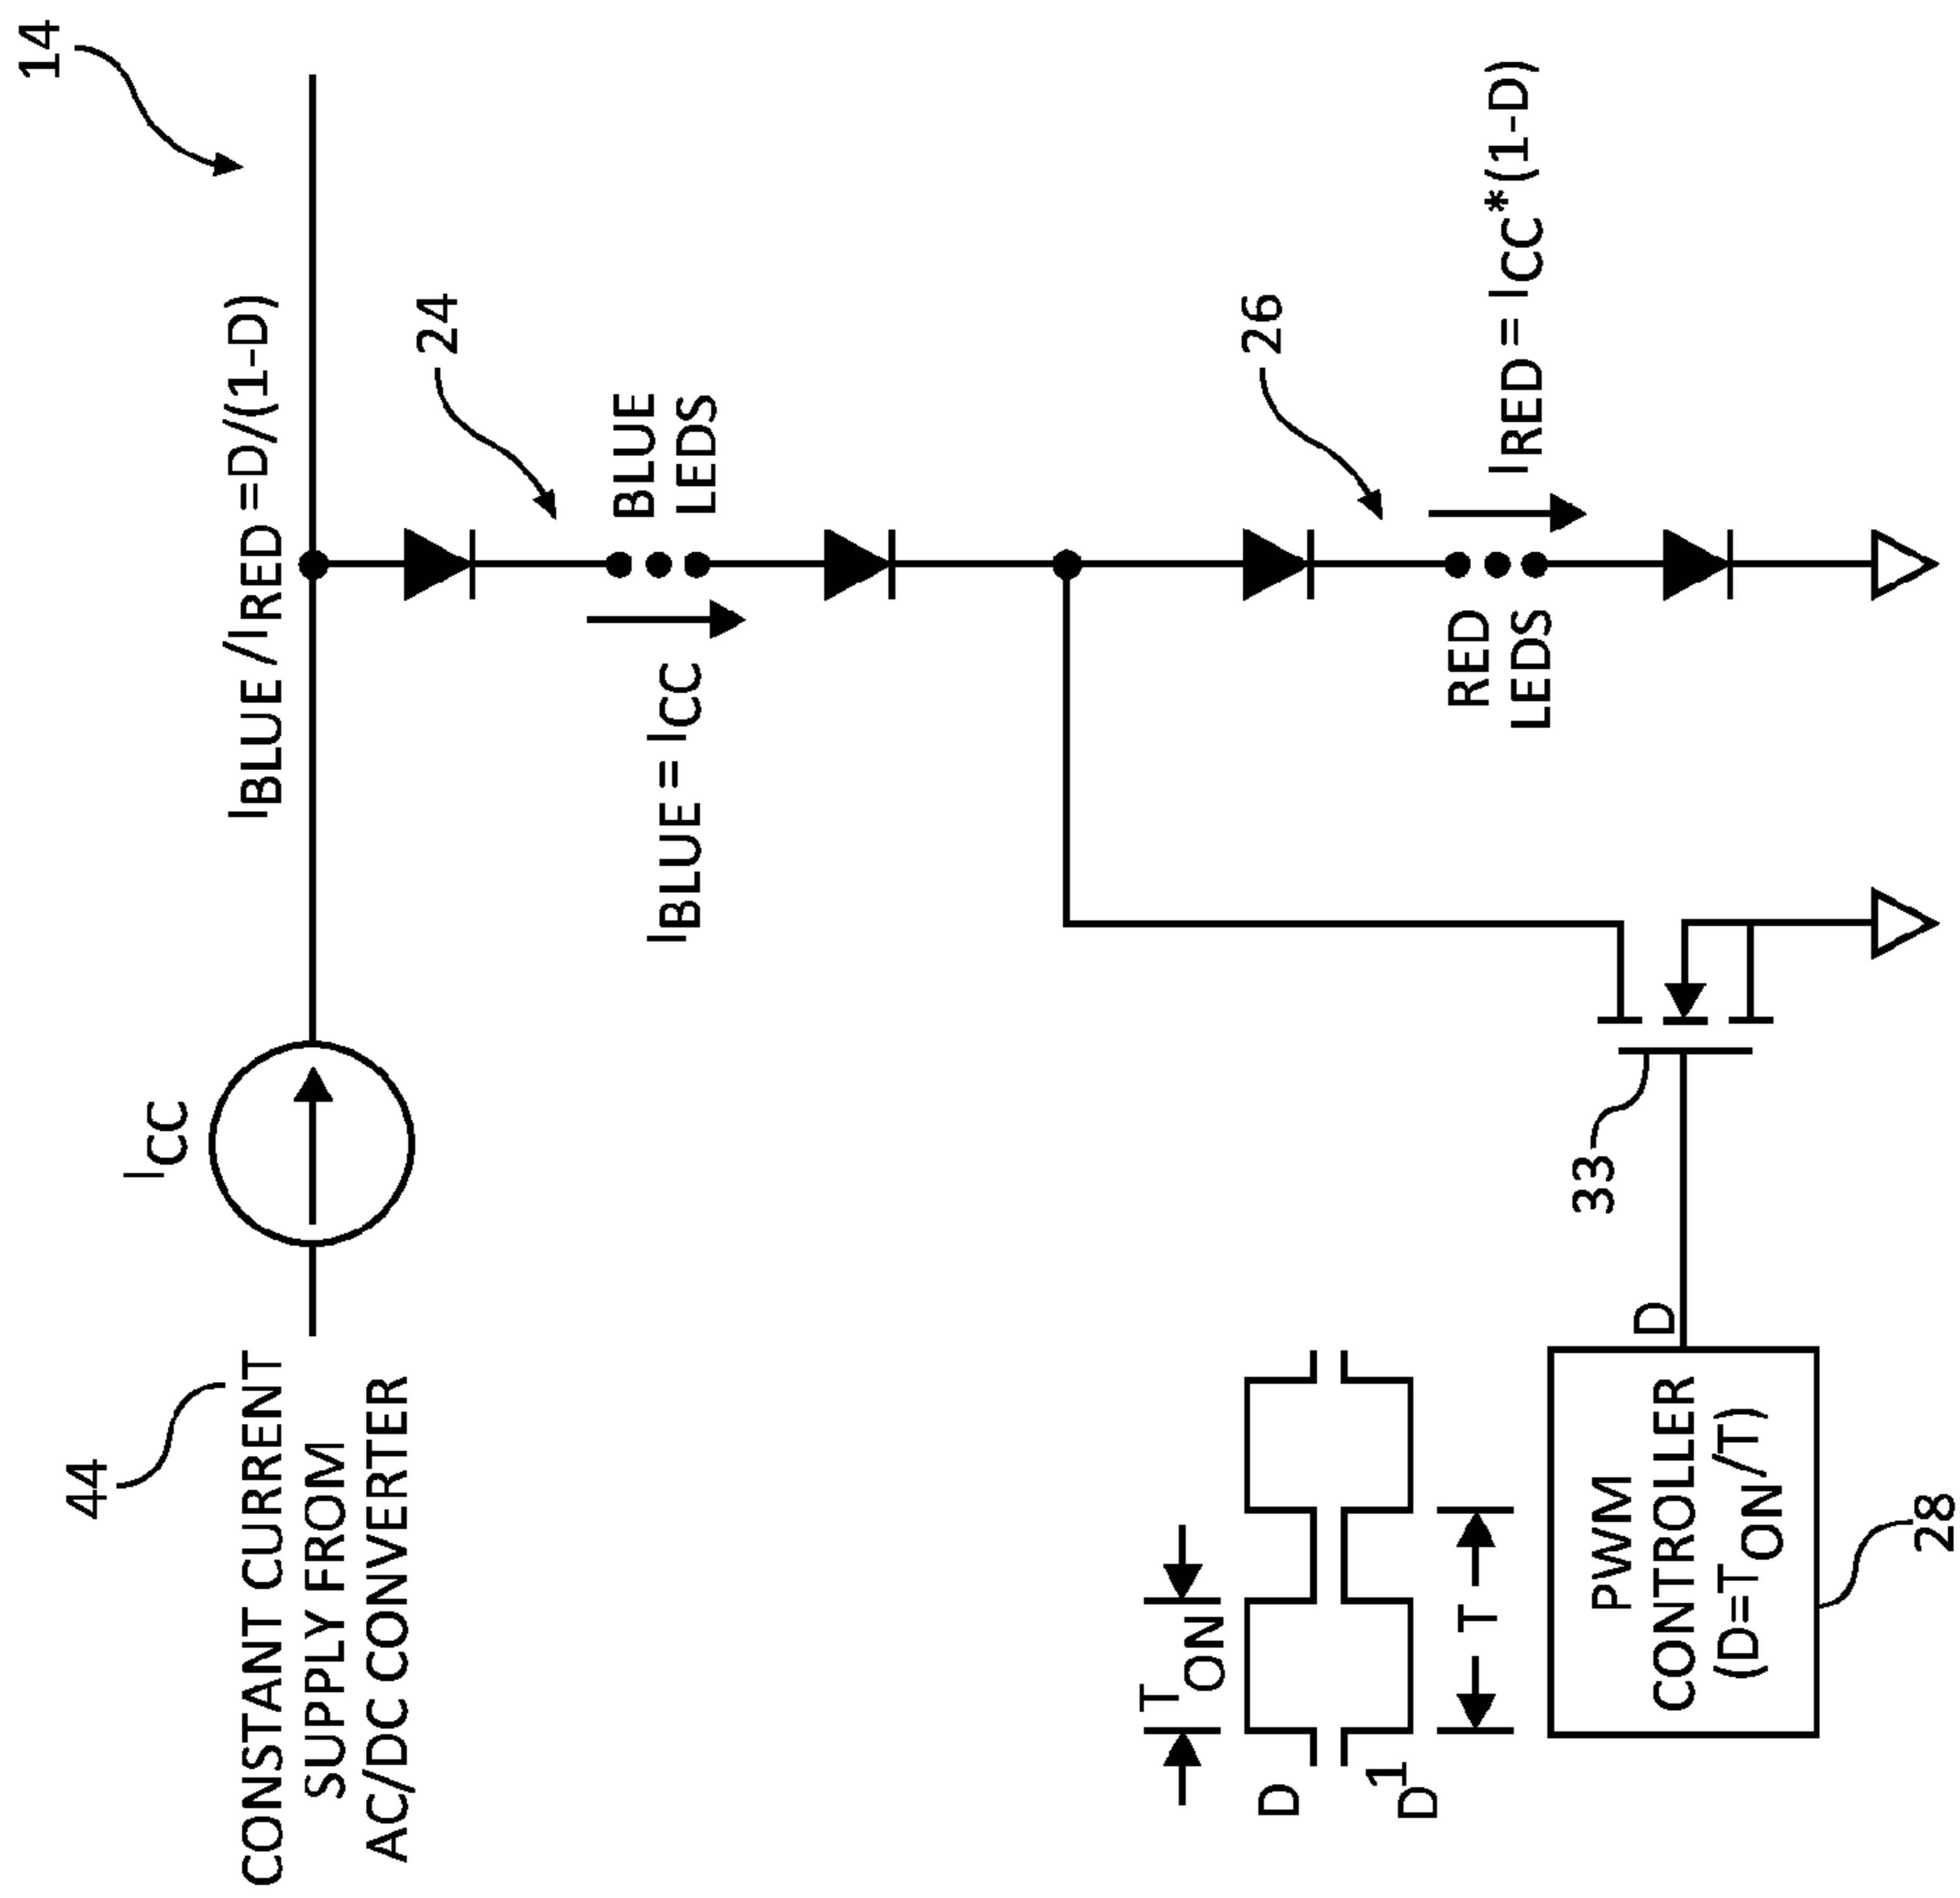 14
44
CONSTANT CURRENT
SUPPLY FROM
AC/DC CONVERTER
ICC
IBLUE /IRED =D/(1-D)
24
BLUE
LEDS
IBLUE = ICC
26
IRED = ICC*(1-D)
RED
LEDS
33
TON
D
D1
T
D
PWM
CONTROLLER
(D=TON/T)
28